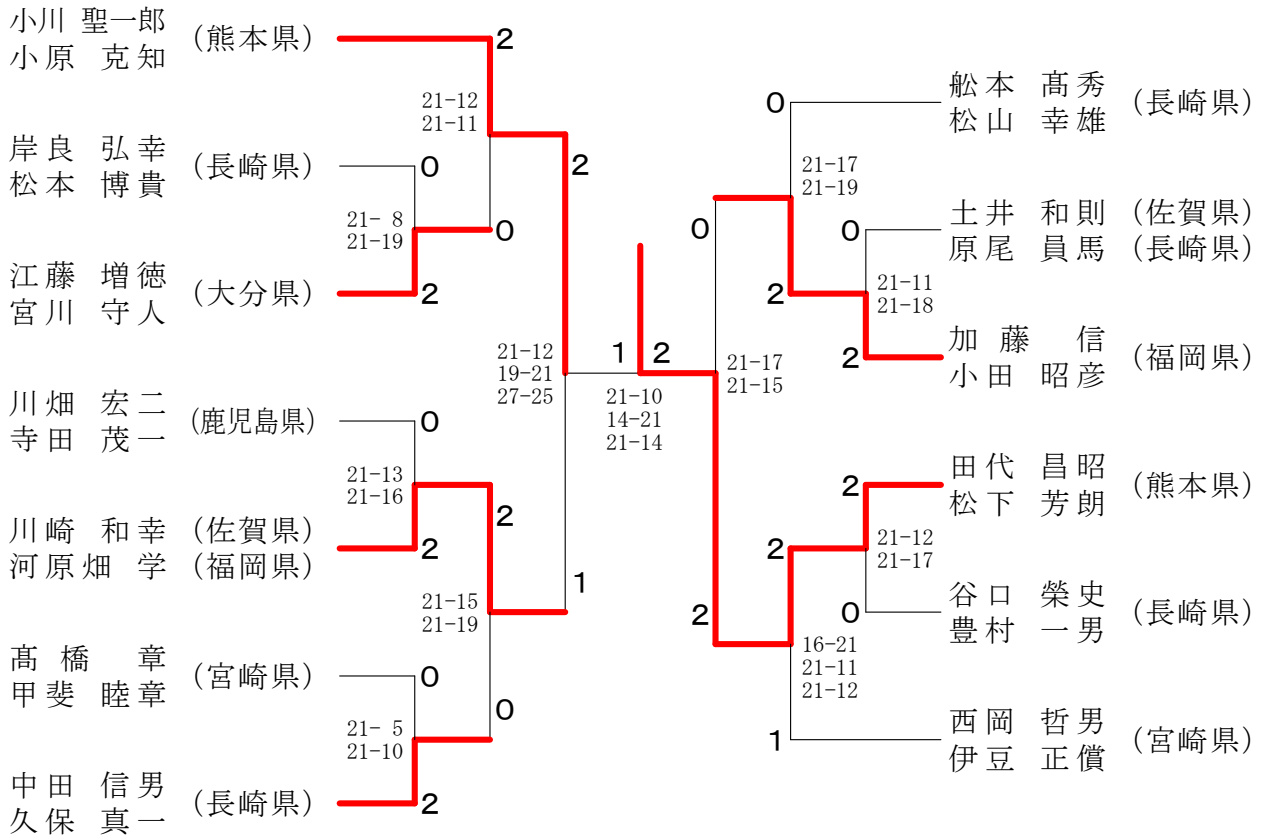 小川 聖一郎
小原 克知
(熊本県)
2
21-12
21-11
岸良 弘幸
松本 博貴
(長崎県)
0
21- 8
21-19
0
江藤 増徳
宮川 守人
(大分県)
2
2
21-12
19-21
27-25
川畑 宏二
寺田 茂一
(鹿児島県)
0
21-13
21-16
2
川崎 和幸 (佐賀県)
河原畑 学 (福岡県)
2
21-15
21-19
1
髙橋 章
甲斐 睦章
(宮崎県)
0
21- 5
21-10
0
中田 信男
久保 真一
(長崎県)
2
1
2
21-10
14-21
21-14
舩本 髙秀
松山 幸雄
(長崎県)
0
21-17
21-19
0
土井 和則 (佐賀県)
原尾 員馬 (長崎県)
0
21-11
21-18
2
加藤 信
小田 昭彦
(福岡県)
2
21-17
21-15
田代 昌昭
松下 芳朗
(熊本県)
2
21-12
21-17
2
谷口 榮史
豊村 一男
(長崎県)
0
2
16-21
21-11
21-12
西岡 哲男
伊豆 正償
(宮崎県)
1